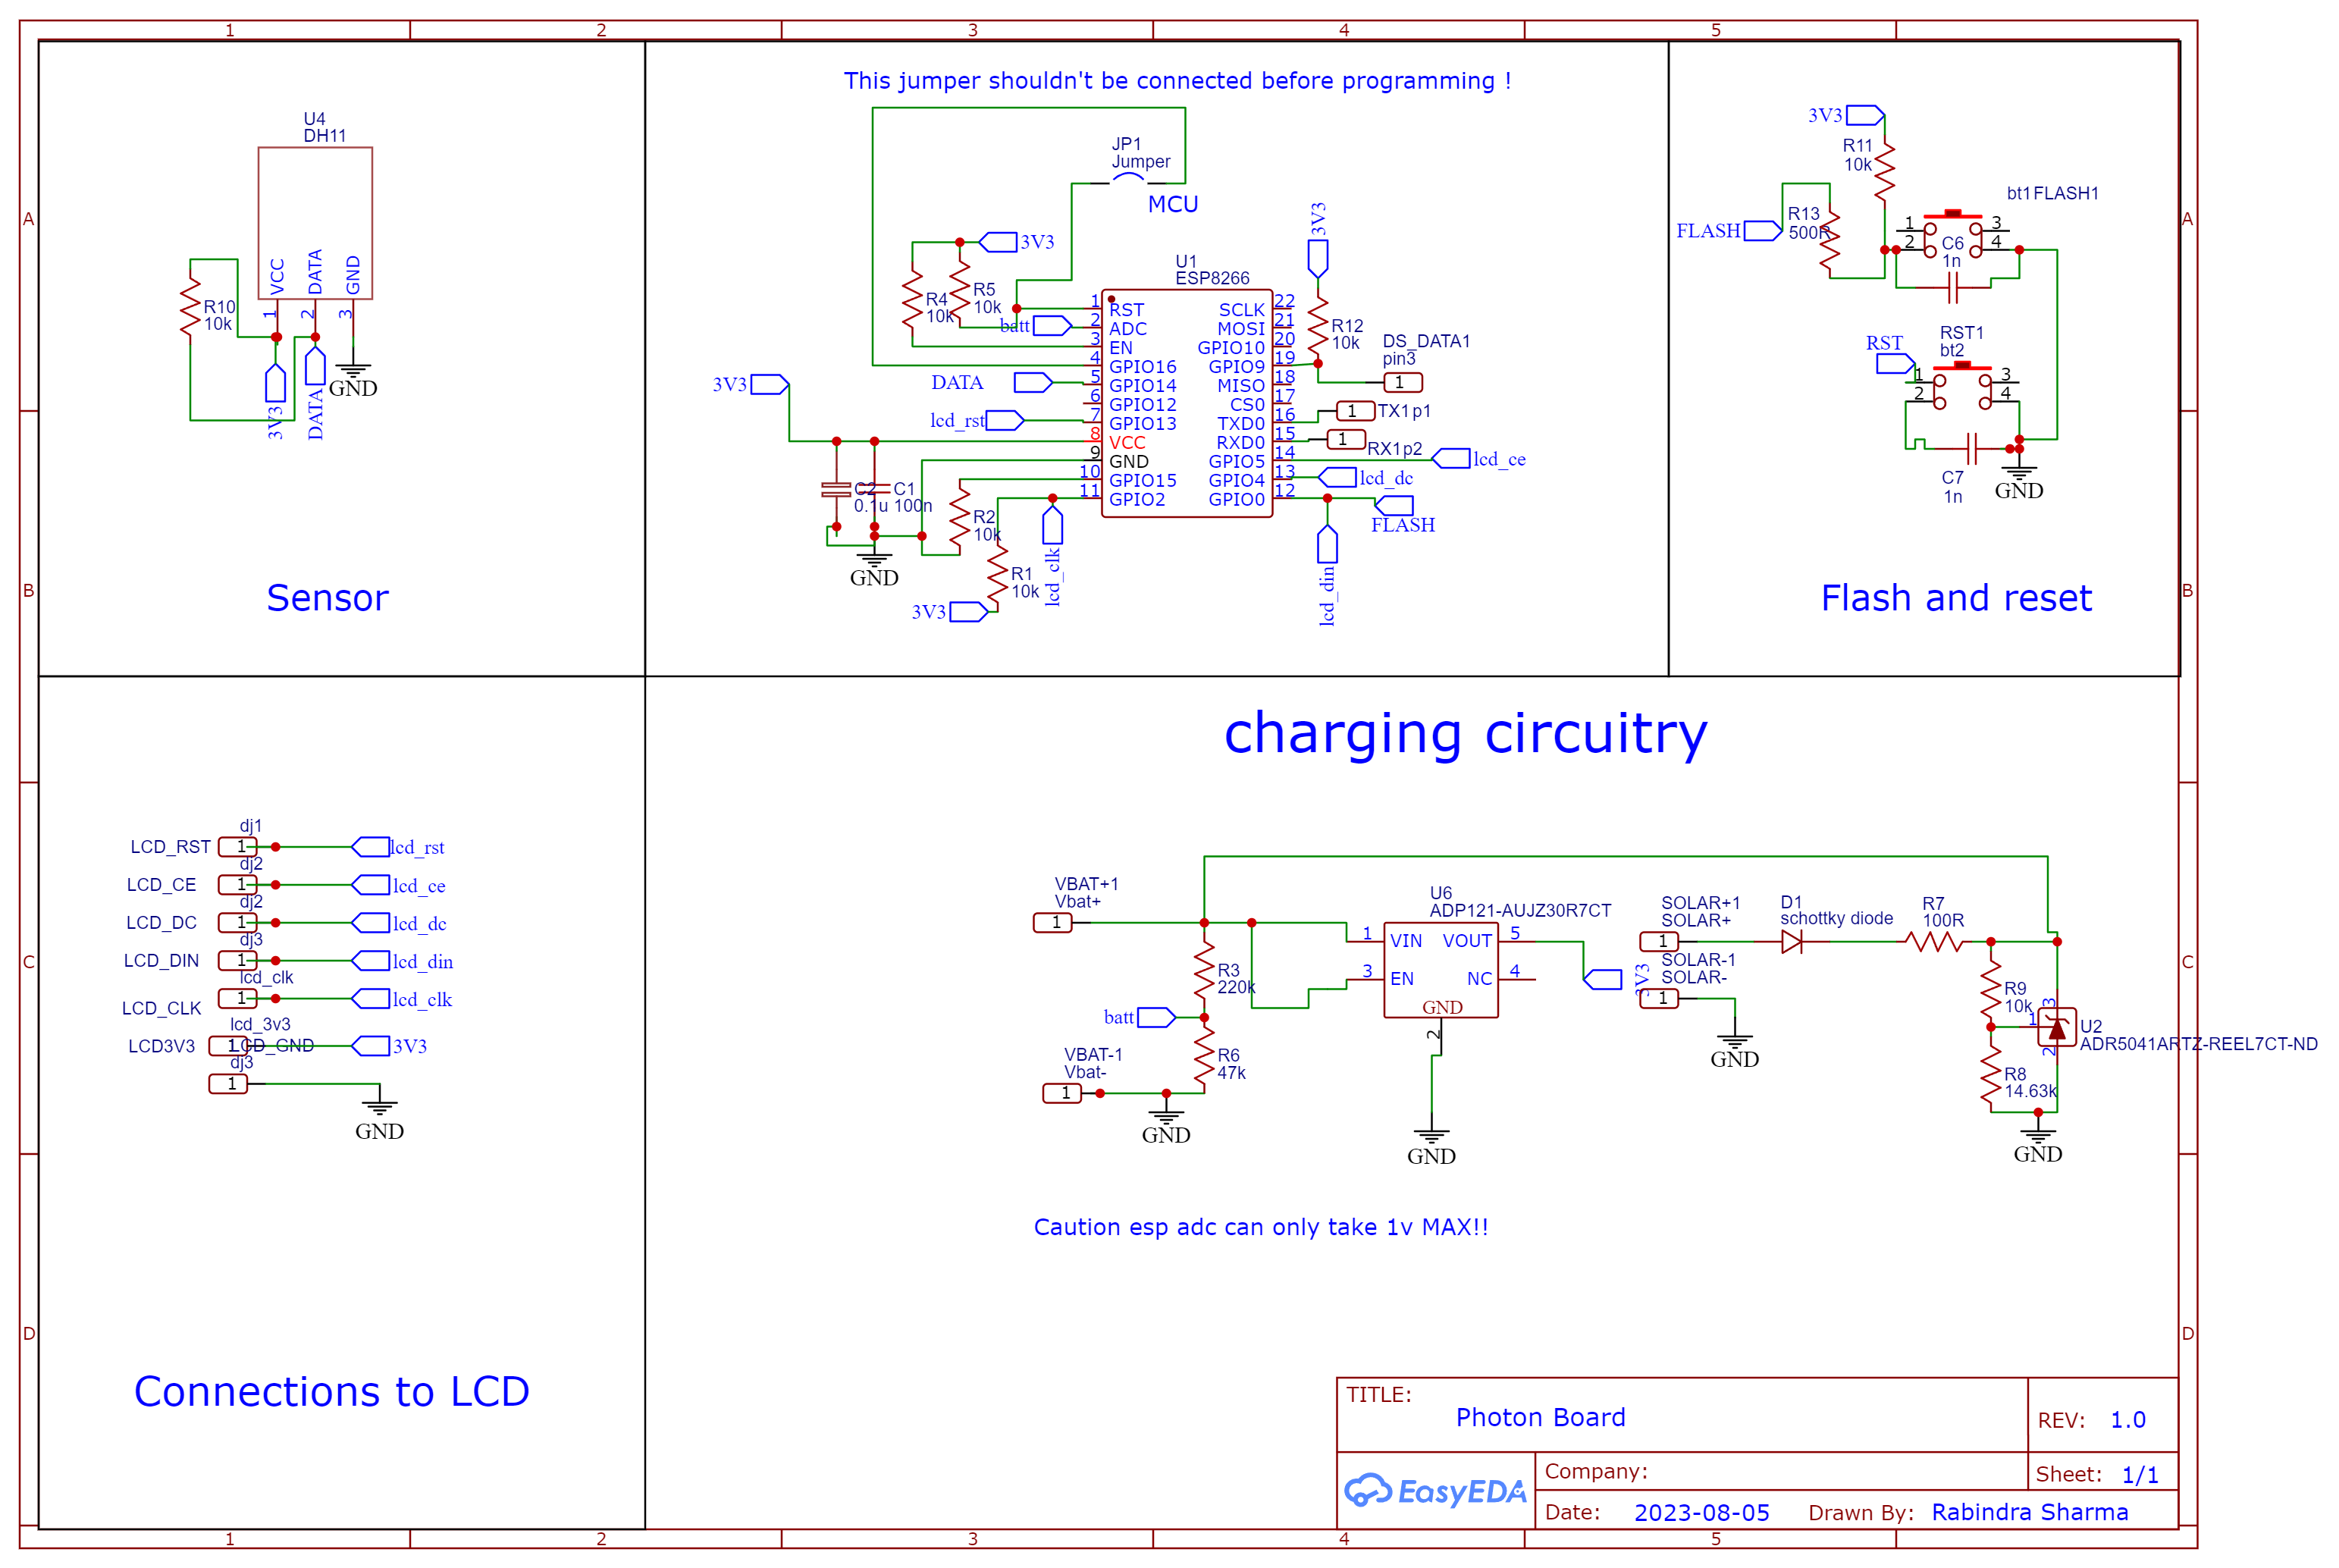 1 2 3 4 5
A
B
C
D
U4
DH11
VCC
DATA
GND
1
2
3
R10
10k
3V3
DATA
GND
Sensor
This jumper shouldn't be connected before programming !
JP1
Jumper
MCU
3V3
R4
10k
R5
10k
batt
U1
ESP8266
1 RST
2 ADC
3 EN
4 GPIO16
5 GPIO14
6 GPIO12
7 GPIO13
8 VCC
9 GND
10 GPIO15
11 GPIO2
SCLK 22
MOSI 21
GPIO10 20
GPIO9 19
MISO 18
CS0 17
TXD0 16
RXD0 15
GPIO5 14
GPIO4 13
GPIO0 12
3V3
DATA
lcd_rst
C2
0.1u
C1
100n
GND
R2
10k
R1
10k
3V3
lcd_clk
3V3
R12
10k
DS_DATA1
pin3
1
1 TX1p1
1 RX1p2
lcd_ce
lcd_dc
FLASH
lcd_din
3V3
R11
10k
FLASH
R13
500R
bt1FLASH1
1
2
3
4
C6
1n
RST
RST1
bt2
1
2
3
4
C7
1n
GND
Flash and reset
dj1
LCD_RST 1 lcd_rst
dj2
LCD_CE 1 lcd_ce
dj2
LCD_DC 1 lcd_dc
dj3
LCD_DIN 1 lcd_din
lcd_clk
LCD_CLK 1 lcd_clk
lcd_3v3
LCD3V3 1 LCD_GND 3V3
dj3
1
GND
Connections to LCD
charging circuitry
VBAT+1
Vbat+
1
R3
220k
batt
R6
47k
VBAT-1
Vbat-
1
GND
U6
ADP121-AUJZ30R7CT
1 VIN
3 EN
VOUT 5
NC 4
GND
2
GND
3V3
SOLAR+1
SOLAR+
1
SOLAR-1
SOLAR-
1
GND
D1
schottky diode
R7
100R
R9
10k
R8
14.63k
1
2
3
U2
ADR5041ARTZ-REEL7CT-ND
GND
Caution esp adc can only take 1v MAX!!
TITLE:
Photon Board
REV: 1.0
EasyEDA
Company:
Sheet: 1/1
Date: 2023-08-05 Drawn By: Rabindra Sharma
A
B
C
D
1 2 3 4 5